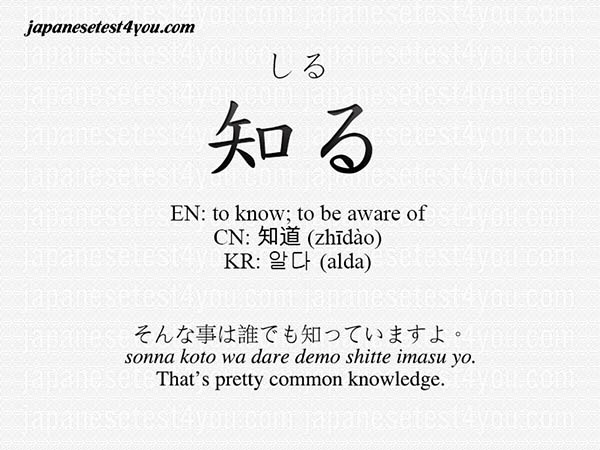 japanesetest4you.com
しる
知る
EN: to know; to be aware of
CN: 知道 (zhīdào)
KR: 알다 (alda)
そんな事は誰でも知っていますよ。
sonna koto wa dare demo shitte imasu yo.
That's pretty common knowledge.